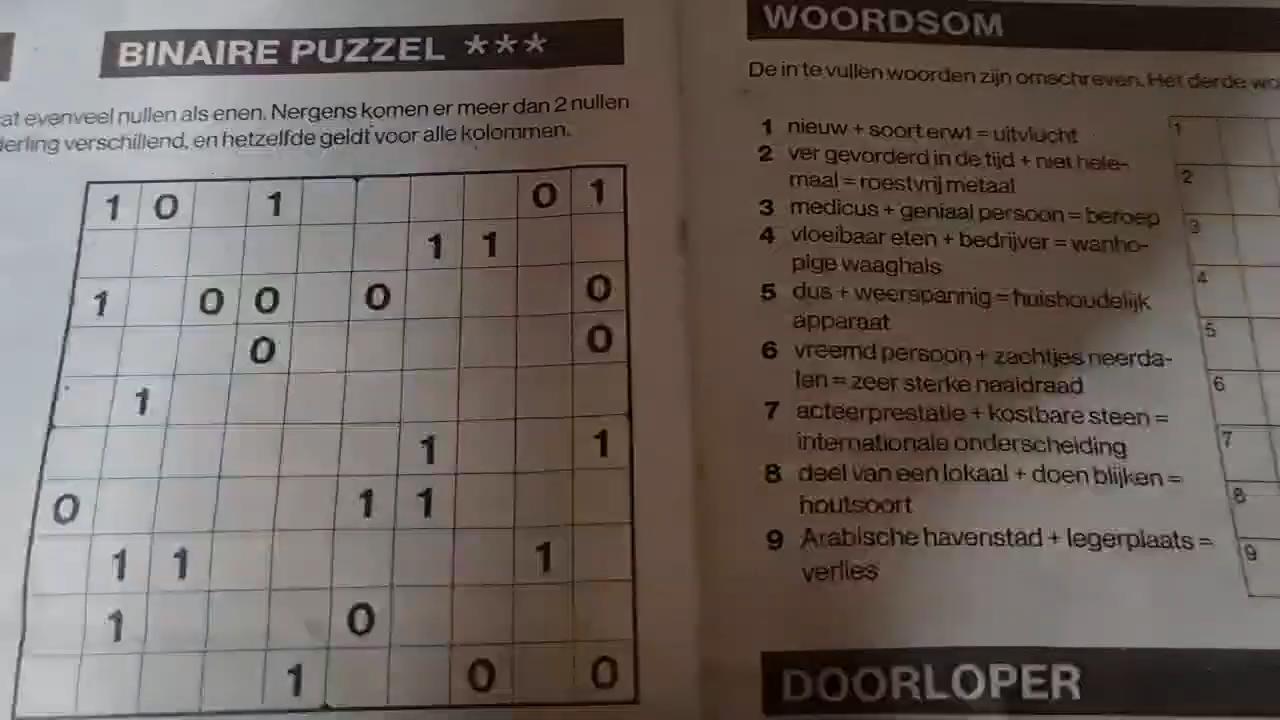 BINAIRE PUZZEL ***
at evenveel nullen als enen. Nergens komen er meer dan 2 nullen
verschillend, en hetzelfde geldt voor alle kolommen.
1 0 1 0 1
1 1
1 0 0 0 0
0 0
1
1 1
0 1 1
1 1 1
1 0
1 0 0
WOORDSOM
De in te vullen woorden zijn omschreven. Het derde wo
1 nieuw + soort erwt = uitvlucht
2 ver gevorderd in de tijd + niet hele-
maal = roestvrij metaal
3 medicus + geniaal persoon = beroep
4 vloeibaar eten + bedrijver = wanho-
pige waaghals
5 dus + weerspannig = huishoudelijk
apparaat
6 vreemd persoon + zachtjes neerda-
len = zeer sterke naaidraad
7 acteerprestatie + kostbare steen =
internationale onderscheiding
8 deel van een lokaal + doen blijken =
houtsoort
9 Arabische havenstad + legerplaats =
verlies
1
2
3
4
5
6
7
8
9
DOORLOPER